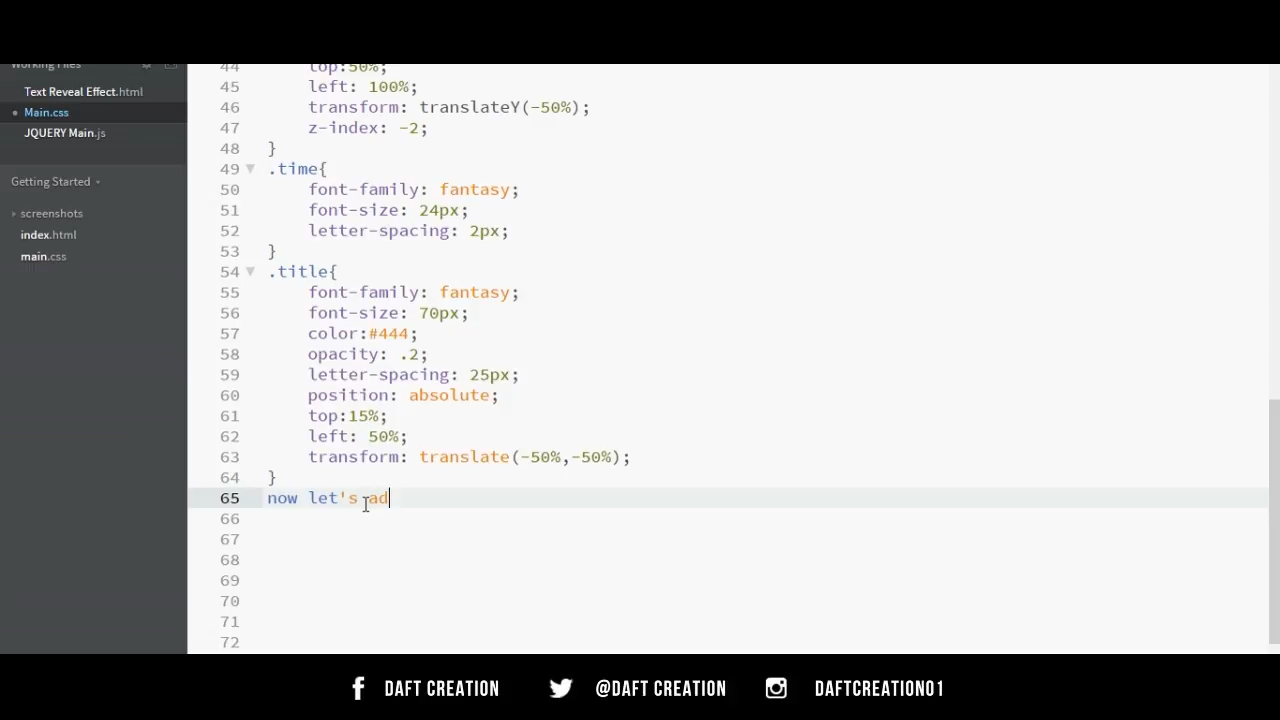 Working Files
Text Reveal Effect.html
Main.css
JQUERY Main.js
Getting Started
screenshots
index.html
main.css
44 top:50%;
45 left: 100%;
46 transform: translateY(-50%);
47 z-index: -2;
48 }
49 .time{
50 font-family: fantasy;
51 font-size: 24px;
52 letter-spacing: 2px;
53 }
54 .title{
55 font-family: fantasy;
56 font-size: 70px;
57 color:#444;
58 opacity: .2;
59 letter-spacing: 25px;
60 position: absolute;
61 top:15%;
62 left: 50%;
63 transform: translate(-50%,-50%);
64 }
65 now let's ad
66
67
68
69
70
71
72
DAFT CREATION @DAFT CREATION DAFTCREATION01